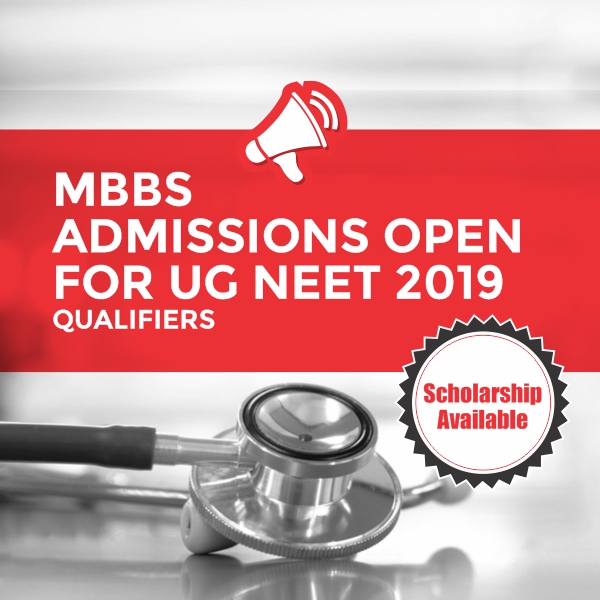 MBBS
ADMISSIONS OPEN
FOR UG NEET 2019
QUALIFIERS
Scholarship
Available